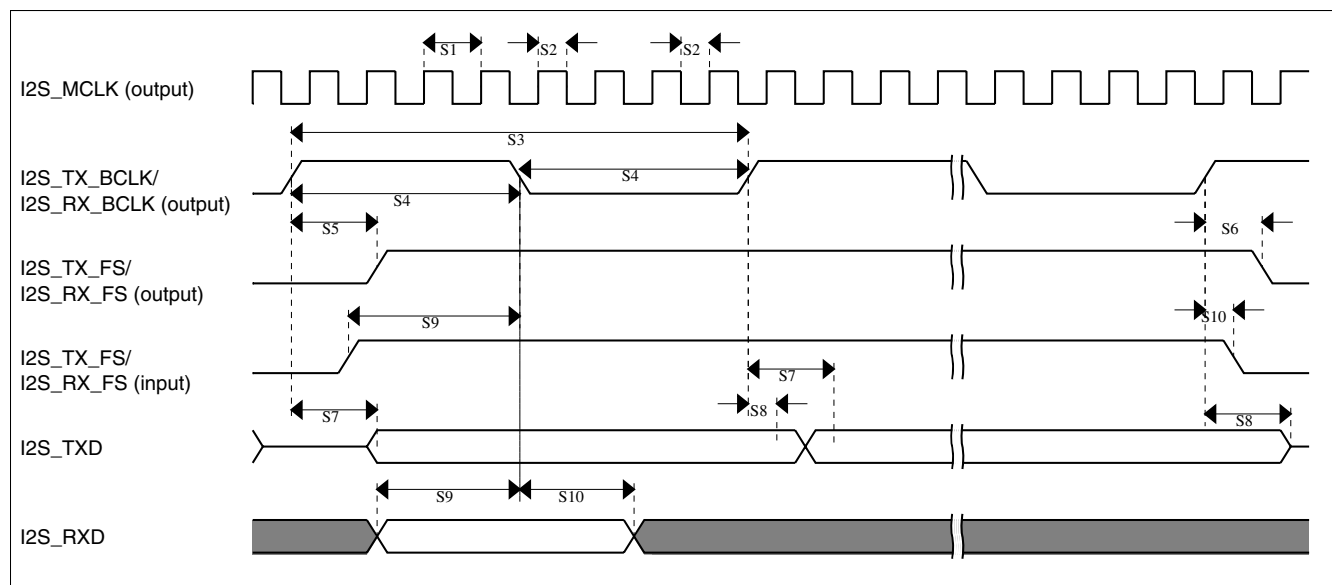 S1
S2
S2
I2S_MCLK (output)
S3
I2S_TX_BCLK/
I2S_RX_BCLK (output)
S4
S4
S5
S6
I2S_TX_FS/
I2S_RX_FS (output)
S9
S10
I2S_TX_FS/
I2S_RX_FS (input)
S7
S7
S8
S8
I2S_TXD
S9
S10
I2S_RXD